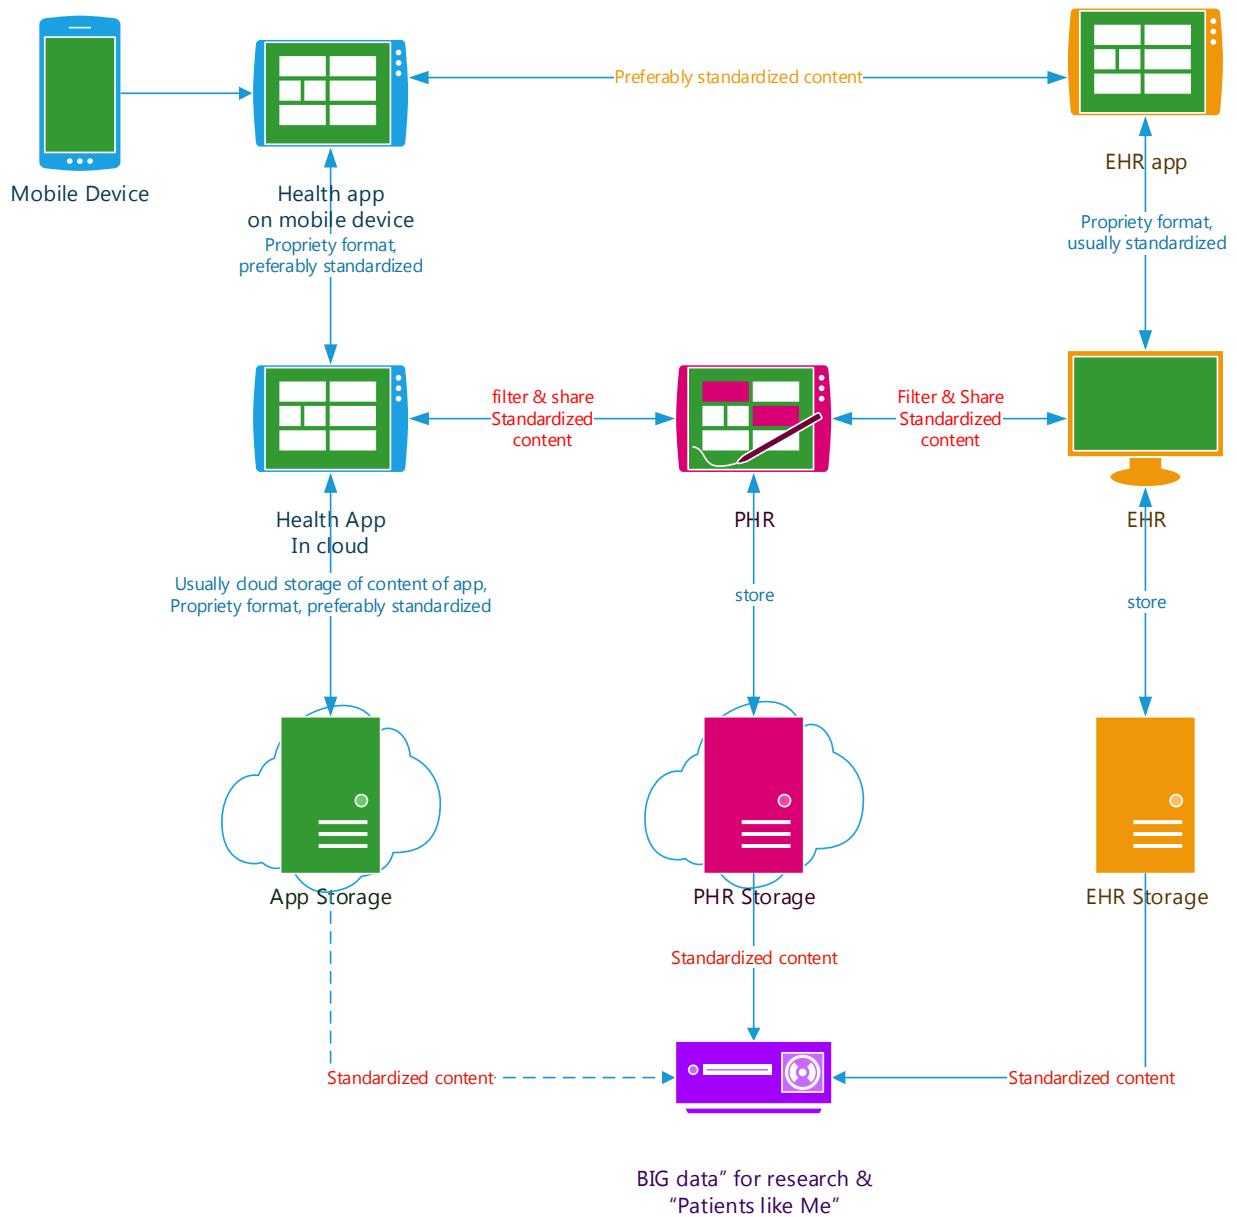 Preferably standardized content
EHR app
Mobile Device
Health app
on mobile device
Propriety format,
preferably standardized
Propriety format,
usually standardized
filter & share
Standardized
content
Filter & Share
Standardized
content
Health App
In cloud
PHR
EHR
Usually cloud storage of content of app,
Propriety format, preferably standardized
store
store
App Storage
PHR Storage
EHR Storage
Standardized content
Standardized content
Standardized content
BIG data” for research &
“Patients like Me”